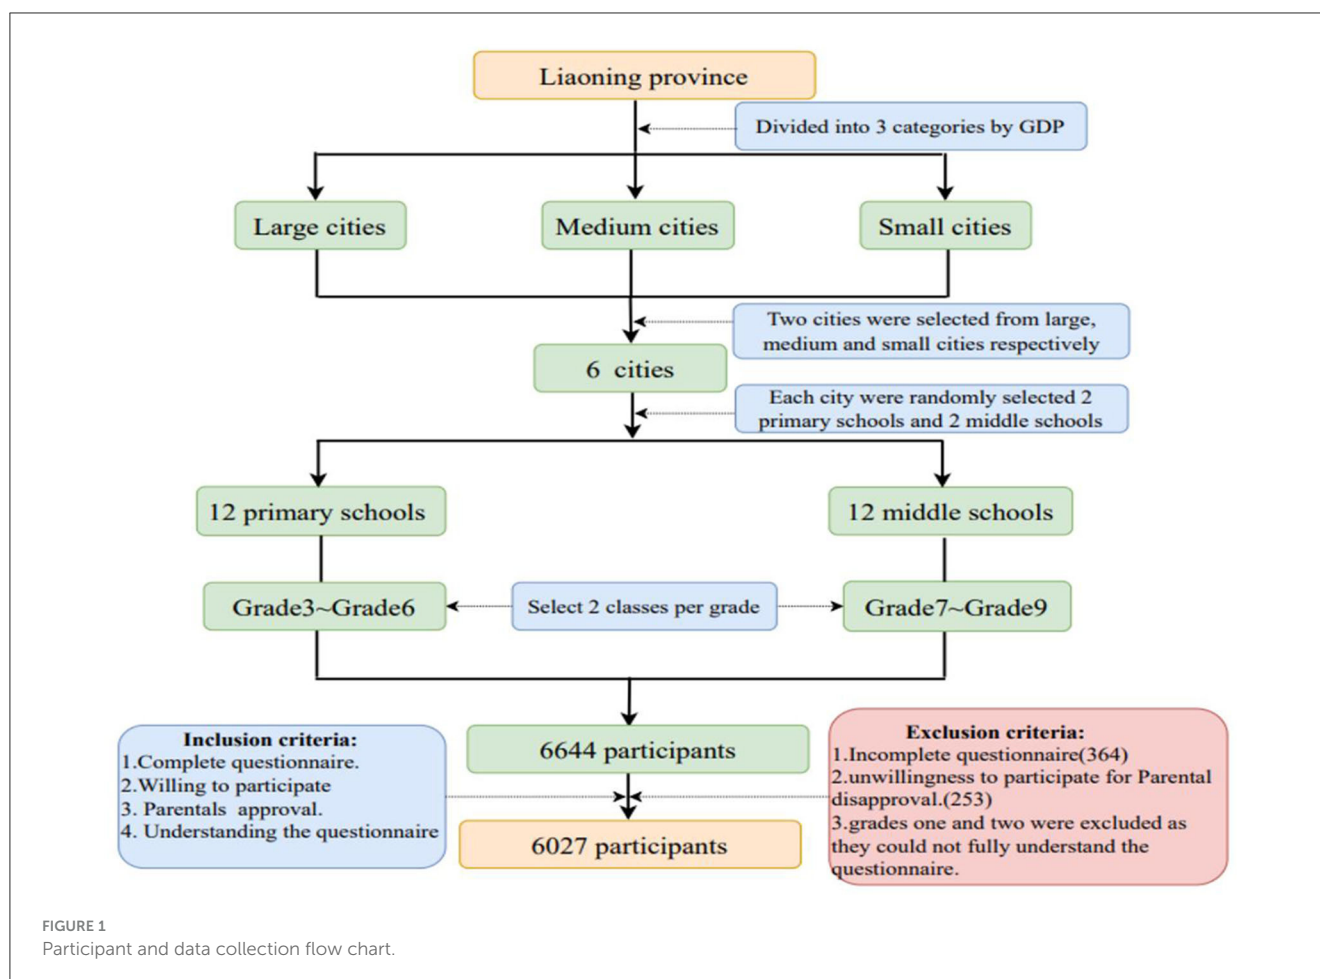 Liaoning province
Divided into 3 categories by GDP
Large cities
Medium cities
Small cities
Two cities were selected from large,
medium and small cities respectively
6 cities
Each city were randomly selected 2
primary schools and 2 middle schools
12 primary schools
12 middle schools
Grade3~Grade6
Select 2 classes per grade
Grade7~Grade9
6644 participants
Inclusion criteria:
1.Complete questionnaire.
2.Willing to participate
3. Parentals approval.
4. Understanding the questionnaire
Exclusion criteria:
1.Incomplete questionnaire(364)
2.unwillingness to participate for Parental
disapproval.(253)
3.grades one and two were excluded as
they could not fully understand the
questionnaire.
6027 participants
FIGURE 1
Participant and data collection flow chart.